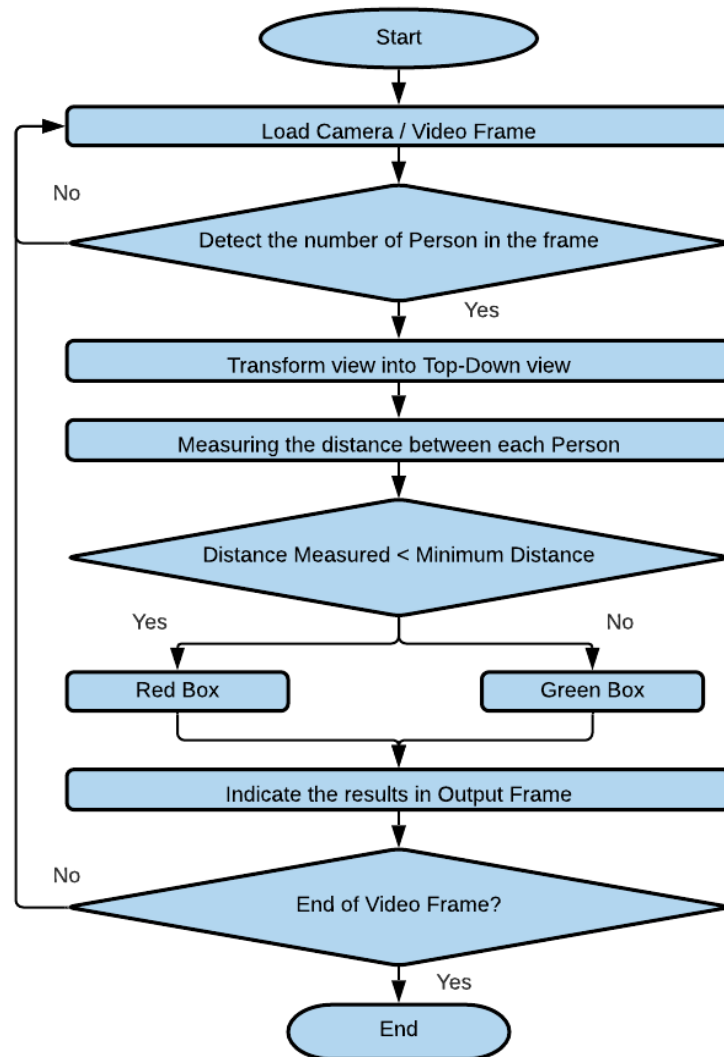 Start
Load Camera / Video Frame
No
Detect the number of Person in the frame
Yes
Transform view into Top-Down view
Measuring the distance between each Person
Distance Measured < Minimum Distance
Yes
No
Red Box
Green Box
Indicate the results in Output Frame
No
End of Video Frame?
Yes
End